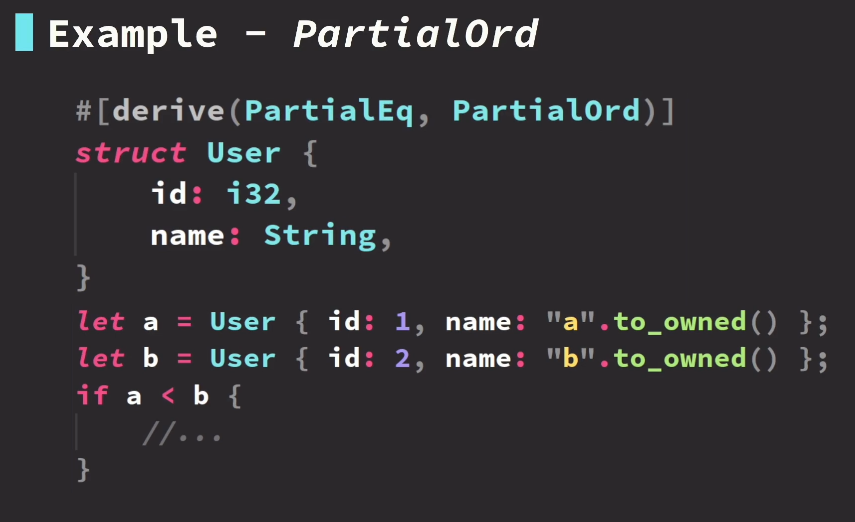 Example - PartialOrd
#[derive(PartialEq, PartialOrd)]
struct User {
    id: i32,
    name: String,
}
let a = User { id: 1, name: "a".to_owned() };
let b = User { id: 2, name: "b".to_owned() };
if a < b {
    //...
}